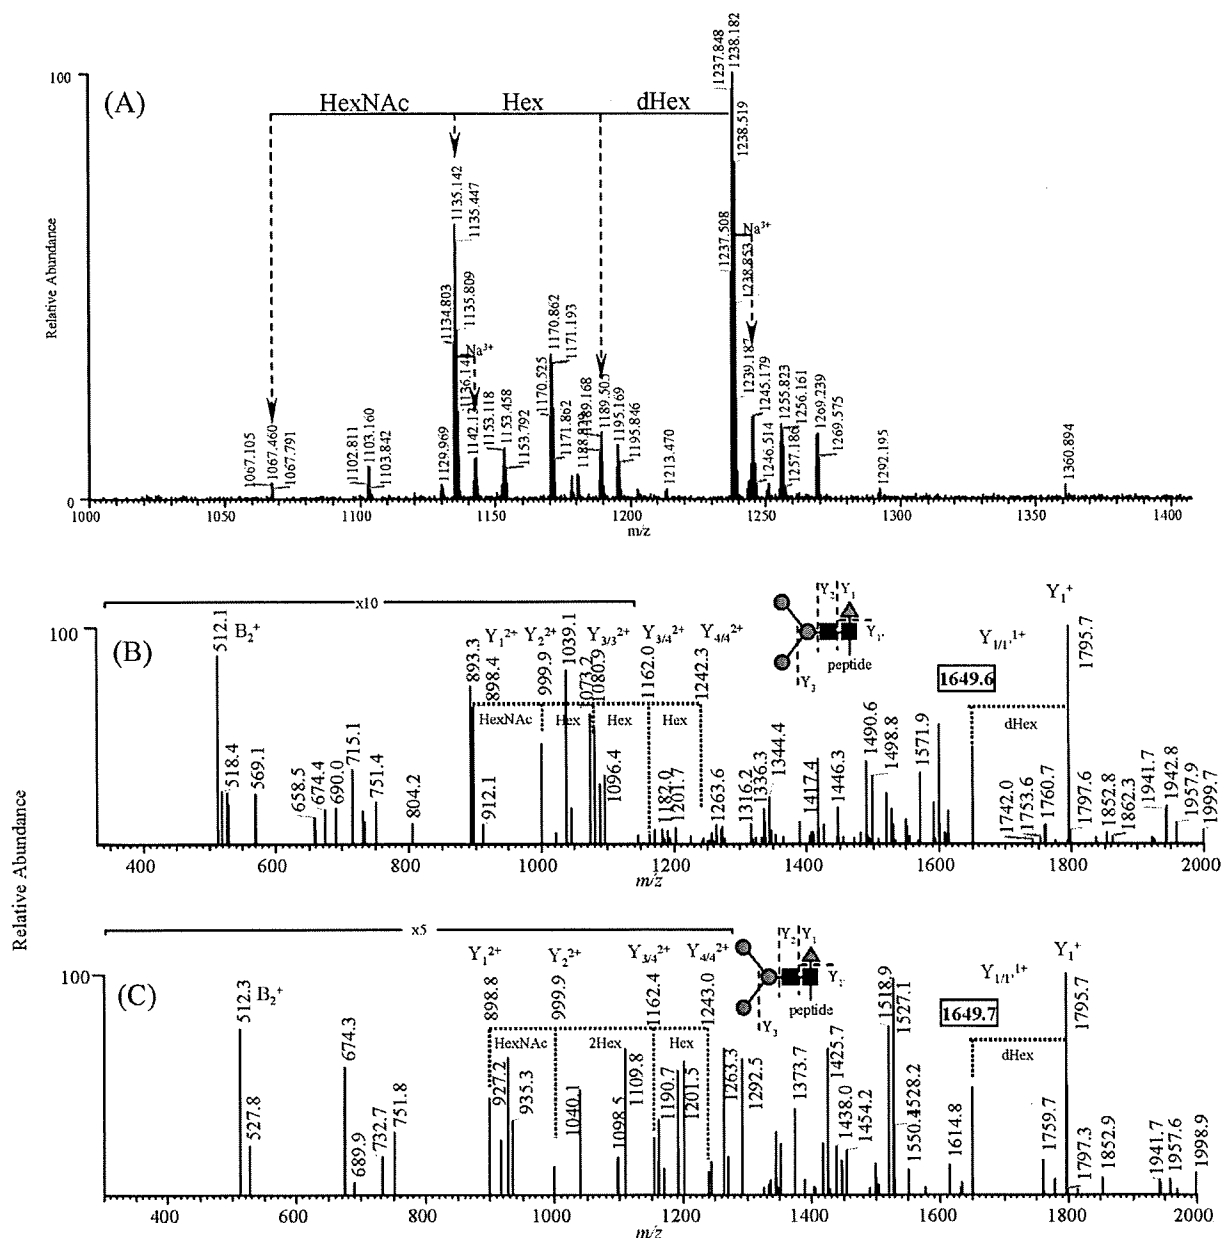 (A)
Relative Abundance
100
0
HexNAc
Hex
dHex
1067.105
1067.460
1067.791
1102.811
1103.160
1103.842
1129.969
1134.803
1135.142
1135.447
1135.809
Na³⁺
1153.118
1153.458
1153.792
1170.525
1170.862
1171.193
1171.862
1189.168
1195.169
1195.846
1213.470
1237.508
1237.848
1238.182
1238.519
1238.853
Na³⁺
1239.187
1245.179
1246.514
1255.823
1256.161
1257.186
1269.239
1269.575
1292.195
1360.894
1000
1050
1100
1150
1200
1250
1300
1350
1400
m/z
Relative Abundance
(B)
100
x10
512.1
B₂⁺
518.4
569.1
658.5
674.4
690.0
715.1
751.4
804.2
893.3
898.4
Y₁²⁺
912.1
999.9
Y₂²⁺
1039.1
1073.2
1080.9
Y₃/₃²⁺
1096.4
1162.0
Y₃/₄²⁺
1182.0
1201.7
1242.3
Y₄/₄²⁺
1263.6
1316.2
1336.3
1344.4
1417.4
1446.3
1490.6
1498.8
1571.9
1649.6
Y₁/₁'¹⁺
1742.0
1753.6
1760.7
1795.7
Y₁⁺
1797.6
1852.8
1862.3
1941.7
1942.8
1957.9
1999.7
HexNAc
Hex
Hex
Hex
dHex
Y₂
Y₁
Y₁'
Y₃
peptide
400
600
800
1000
1200
1400
1600
1800
2000
m/z
(C)
100
x5
512.3
B₂⁺
527.8
674.3
689.9
732.7
751.8
898.8
Y₁²⁺
927.2
935.3
999.9
Y₂²⁺
1040.1
1098.5
1109.8
1162.4
Y₃/₄²⁺
1190.7
1201.5
1243.0
Y₄/₄²⁺
1263.3
1292.5
1373.7
1425.7
1438.0
1454.2
1518.9
1527.1
1528.2
1550.4
1614.8
1649.7
Y₁/₁'¹⁺
1759.7
1795.7
Y₁⁺
1797.3
1852.9
1941.7
1957.6
1998.9
HexNAc
2Hex
Hex
dHex
Y₂
Y₁
Y₁'
Y₃
peptide
400
600
800
1000
1200
1400
1600
1800
2000
m/z